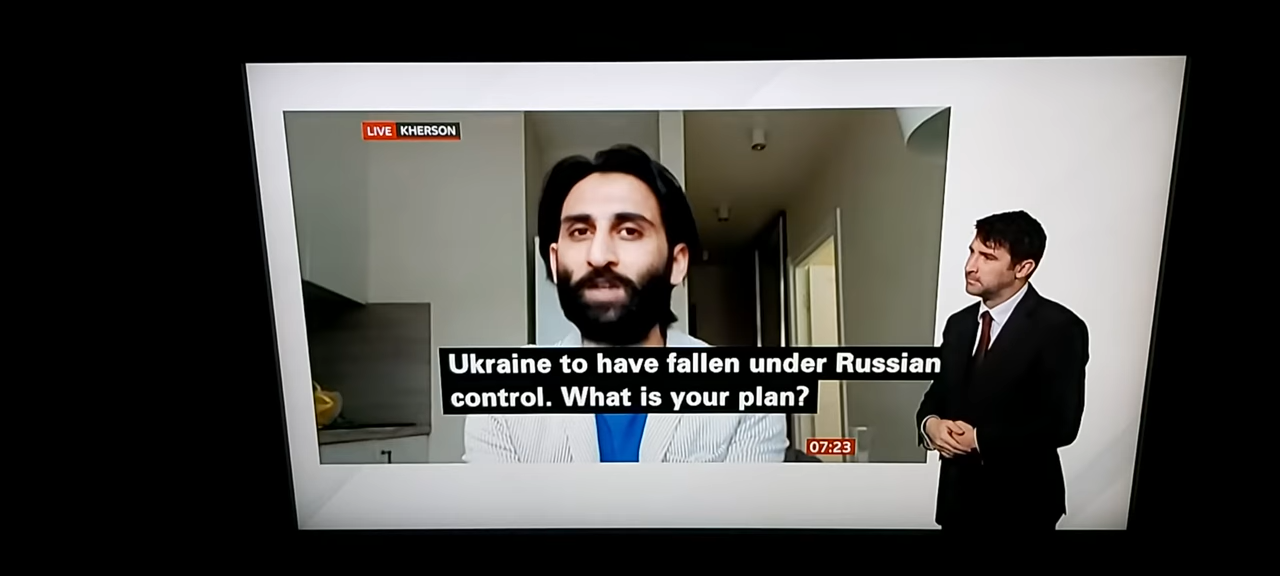 LIVE KHERSON
Ukraine to have fallen under Russian
control. What is your plan?
07:23